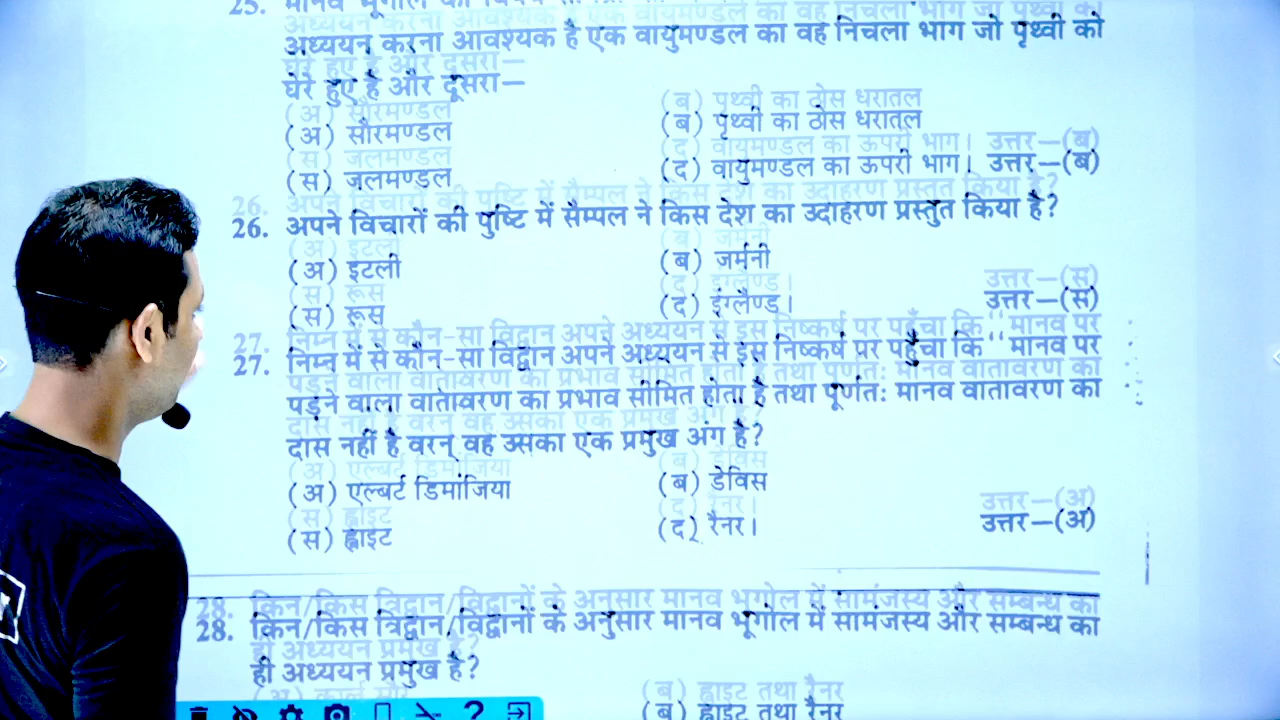 25. मानव भूगोल
अध्ययन करना आवश्यक है एक वायुमण्डल का वह निचला भाग जो पृथ्वी को
घेरे हुए है और दूसरा—
(अ) सौरमण्डल (ब) पृथ्वी का ठोस धरातल
(स) जलमण्डल (द) वायुमण्डल का ऊपरी भाग। उत्तर—(ब)
26. अपने विचारों की पुष्टि में सैम्पल ने किस देश का उदाहरण प्रस्तुत किया है?
(अ) इटली (ब) जर्मनी
(स) रूस (द) इंग्लैण्ड। उत्तर—(स)
27. निम्न में से कौन-सा विद्वान अपने अध्ययन से इस निष्कर्ष पर पहुँचा कि “मानव पर
पड़ने वाला वातावरण का प्रभाव सीमित होता है तथा पूर्णतः मानव वातावरण का
दास नहीं है वरन् वह उसका एक प्रमुख अंग है?
(अ) एल्बर्ट डिमांजिया (ब) डेविस
(स) ह्वाइट (द) रैनर। उत्तर—(अ)
28. किन/किस विद्वान/विद्वानों के अनुसार मानव भूगोल में सामंजस्य और सम्बन्ध का
ही अध्ययन प्रमुख है?
(ब) ह्वाइट तथा रैनर